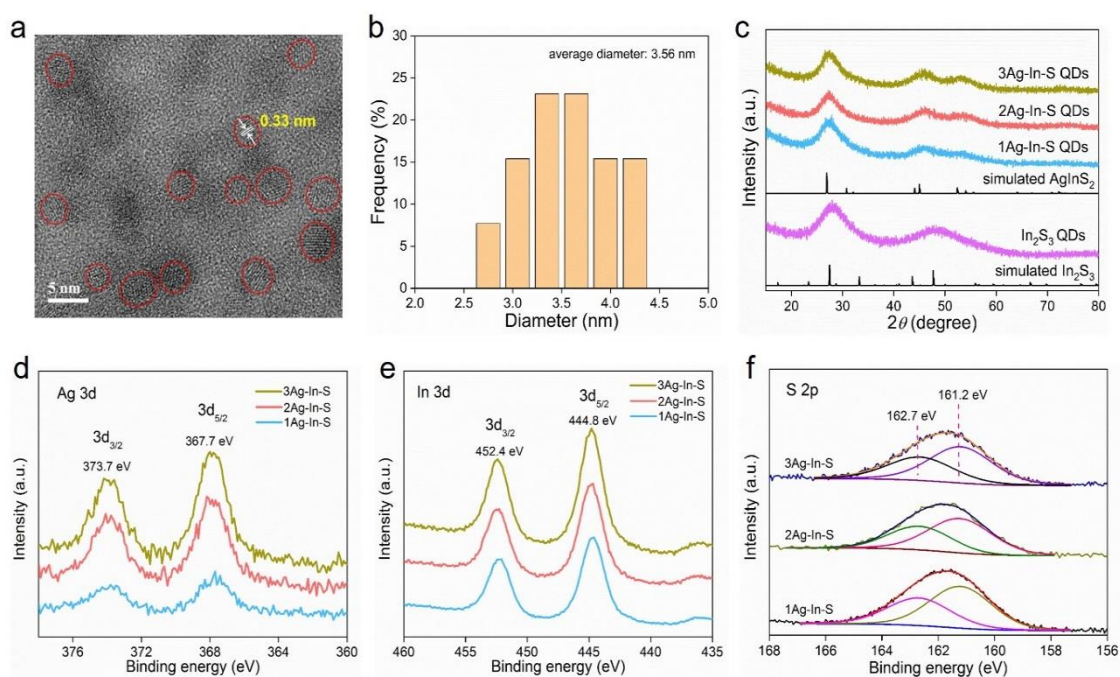 a
0.33 nm
5 nm
b
average diameter: 3.56 nm
Frequency (%)
30
25
20
15
10
5
0
2.0 2.5 3.0 3.5 4.0 4.5 5.0
Diameter (nm)
c
Intensity (a.u.)
3Ag-In-S QDs
2Ag-In-S QDs
1Ag-In-S QDs
simulated AgInS₂
In₂S₃ QDs
simulated In₂S₃
20 30 40 50 60 70 80
2θ (degree)
d
Ag 3d
3Ag-In-S
2Ag-In-S
1Ag-In-S
3d₅/₂
367.7 eV
3d₃/₂
373.7 eV
Intensity (a.u.)
376 372 368 364 360
Binding energy (eV)
e
In 3d
3Ag-In-S
2Ag-In-S
1Ag-In-S
3d₅/₂
444.8 eV
3d₃/₂
452.4 eV
Intensity (a.u.)
460 455 450 445 440 435
Binding energy (eV)
f
S 2p
161.2 eV
162.7 eV
3Ag-In-S
2Ag-In-S
1Ag-In-S
Intensity (a.u.)
168 166 164 162 160 158 156
Binding energy (eV)